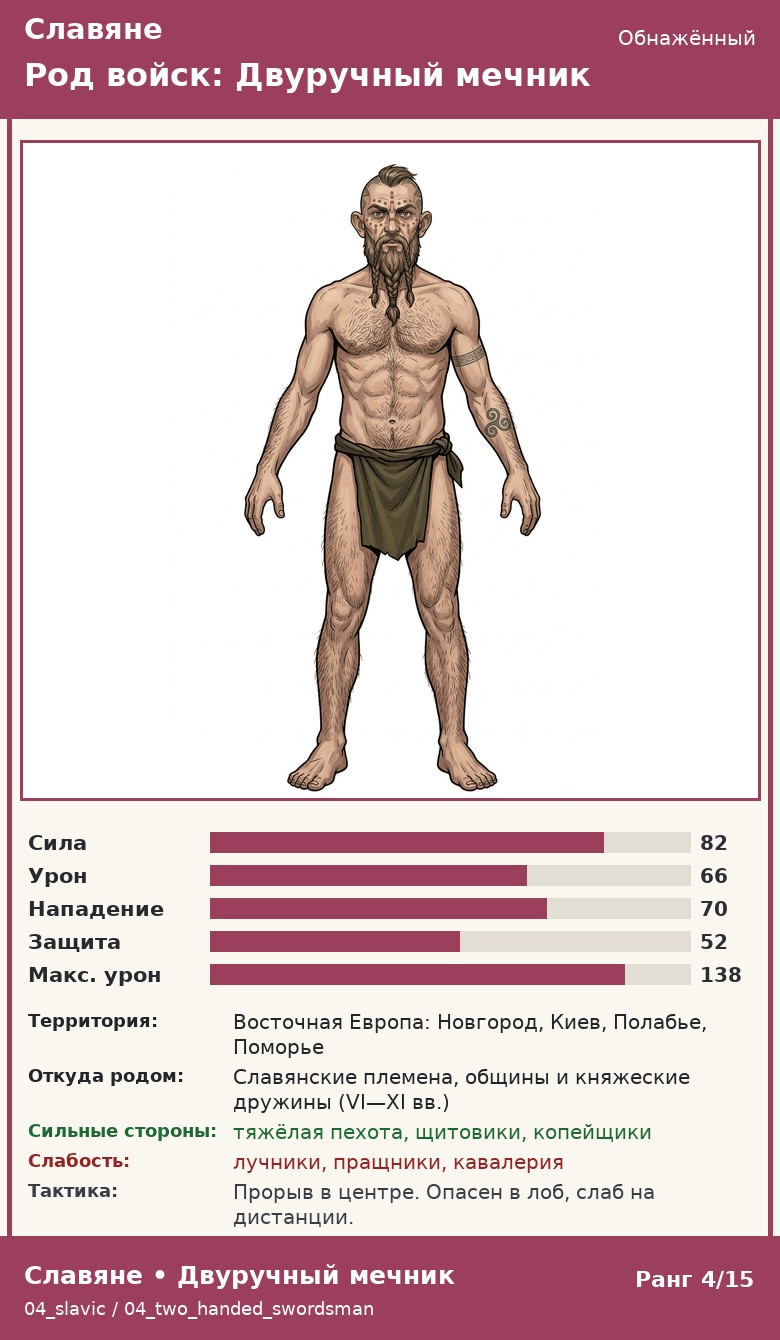 Славяне
Обнажённый
Род войск: Двуручный мечник
Сила 82
Урон 66
Нападение 70
Защита 52
Макс. урон 138
Территория: Восточная Европа: Новгород, Киев, Полабье,
Поморье
Откуда родом: Славянские племена, общины и княжеские
дружины (VI—XI вв.)
Сильные стороны: тяжёлая пехота, щитовики, копейщики
Слабость: лучники, пращники, кавалерия
Тактика: Прорыв в центре. Опасен в лоб, слаб на
дистанции.
Славяне • Двуручный мечник
Ранг 4/15
04_slavic / 04_two_handed_swordsman